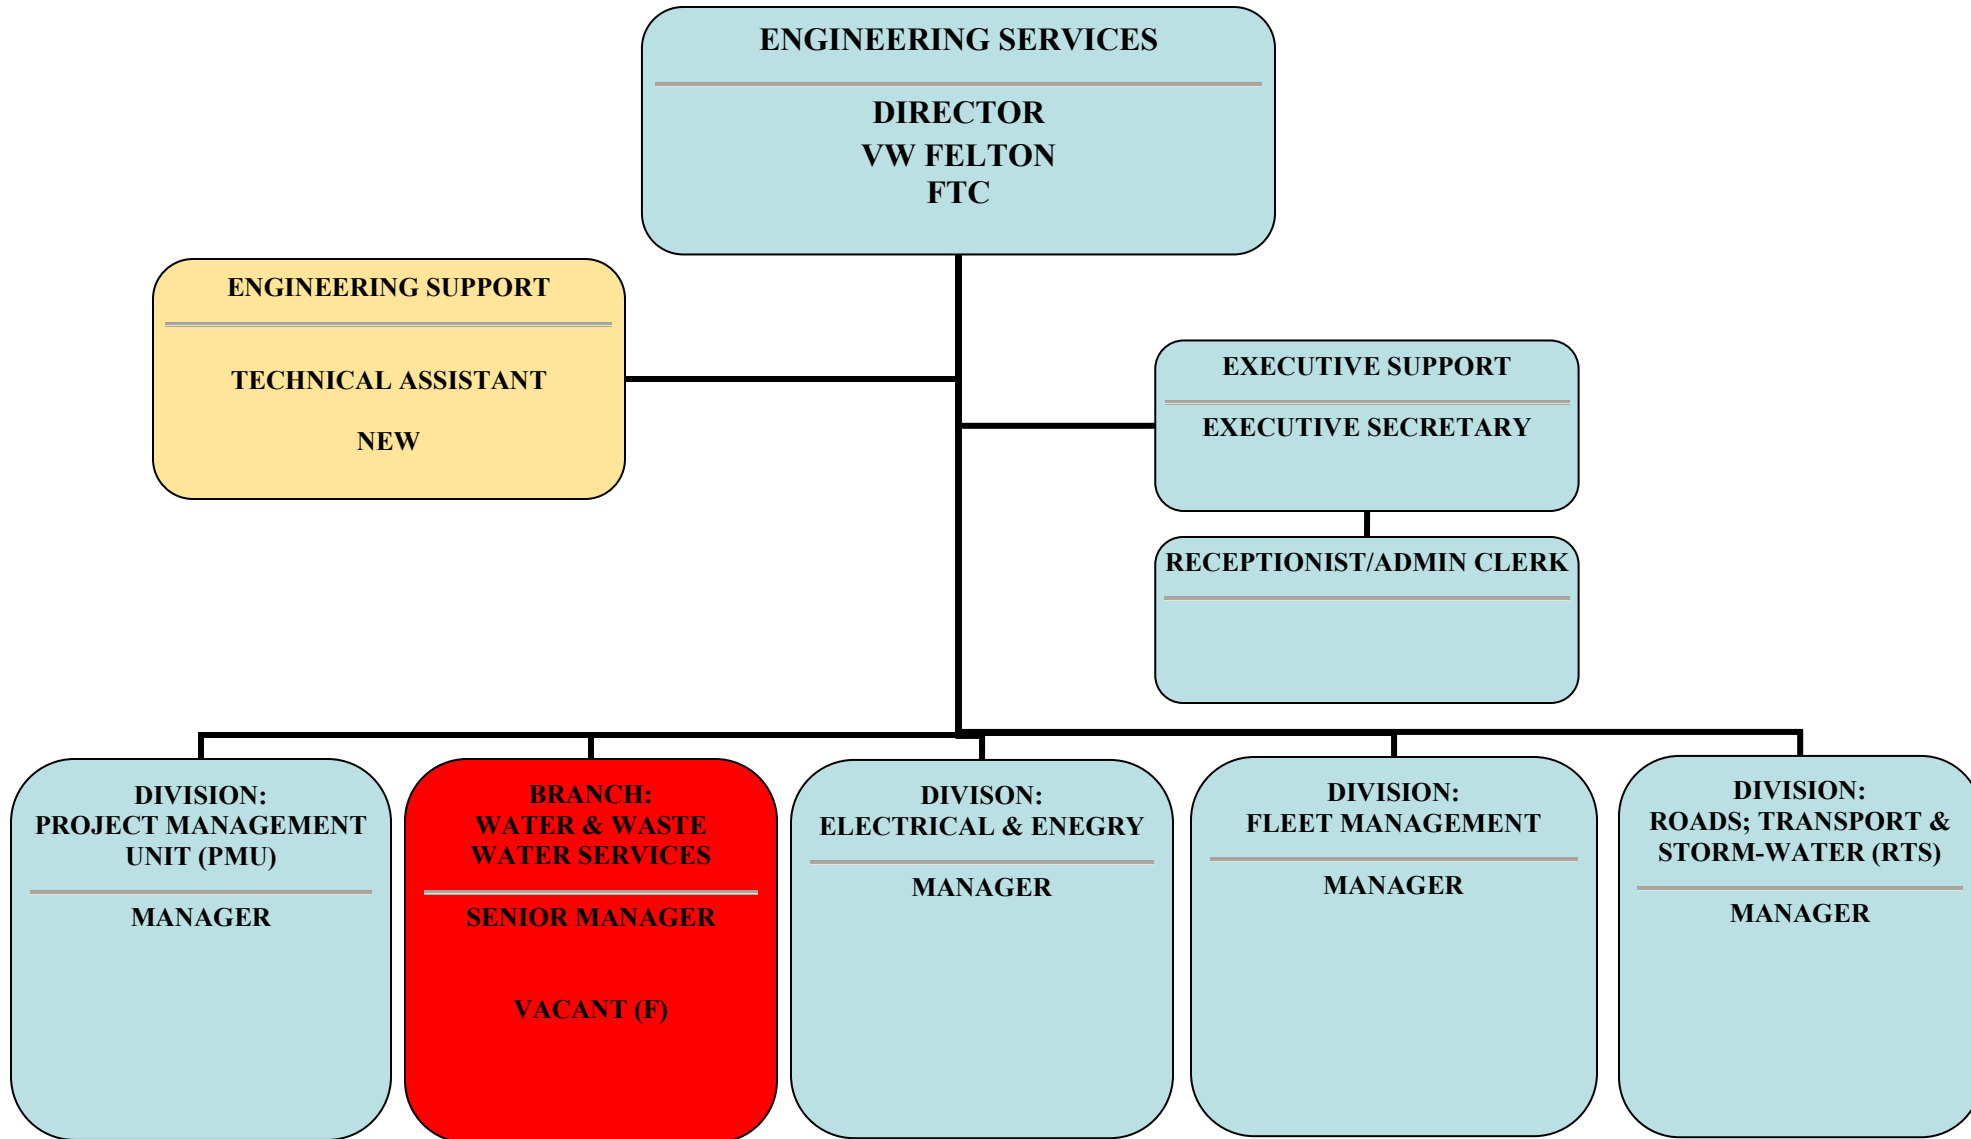 ENGINEERING SERVICES
DIRECTOR
VW FELTON
FTC
ENGINEERING SUPPORT
TECHNICAL ASSISTANT
NEW
EXECUTIVE SUPPORT
EXECUTIVE SECRETARY
RECEPTIONIST/ADMIN CLERK
DIVISION:
PROJECT MANAGEMENT
UNIT (PMU)
MANAGER
BRANCH:
WATER & WASTE
WATER SERVICES
SENIOR MANAGER
VACANT (F)
DIVISON:
ELECTRICAL & ENEGRY
MANAGER
DIVISION:
FLEET MANAGEMENT
MANAGER
DIVISION:
ROADS; TRANSPORT &
STORM-WATER (RTS)
MANAGER